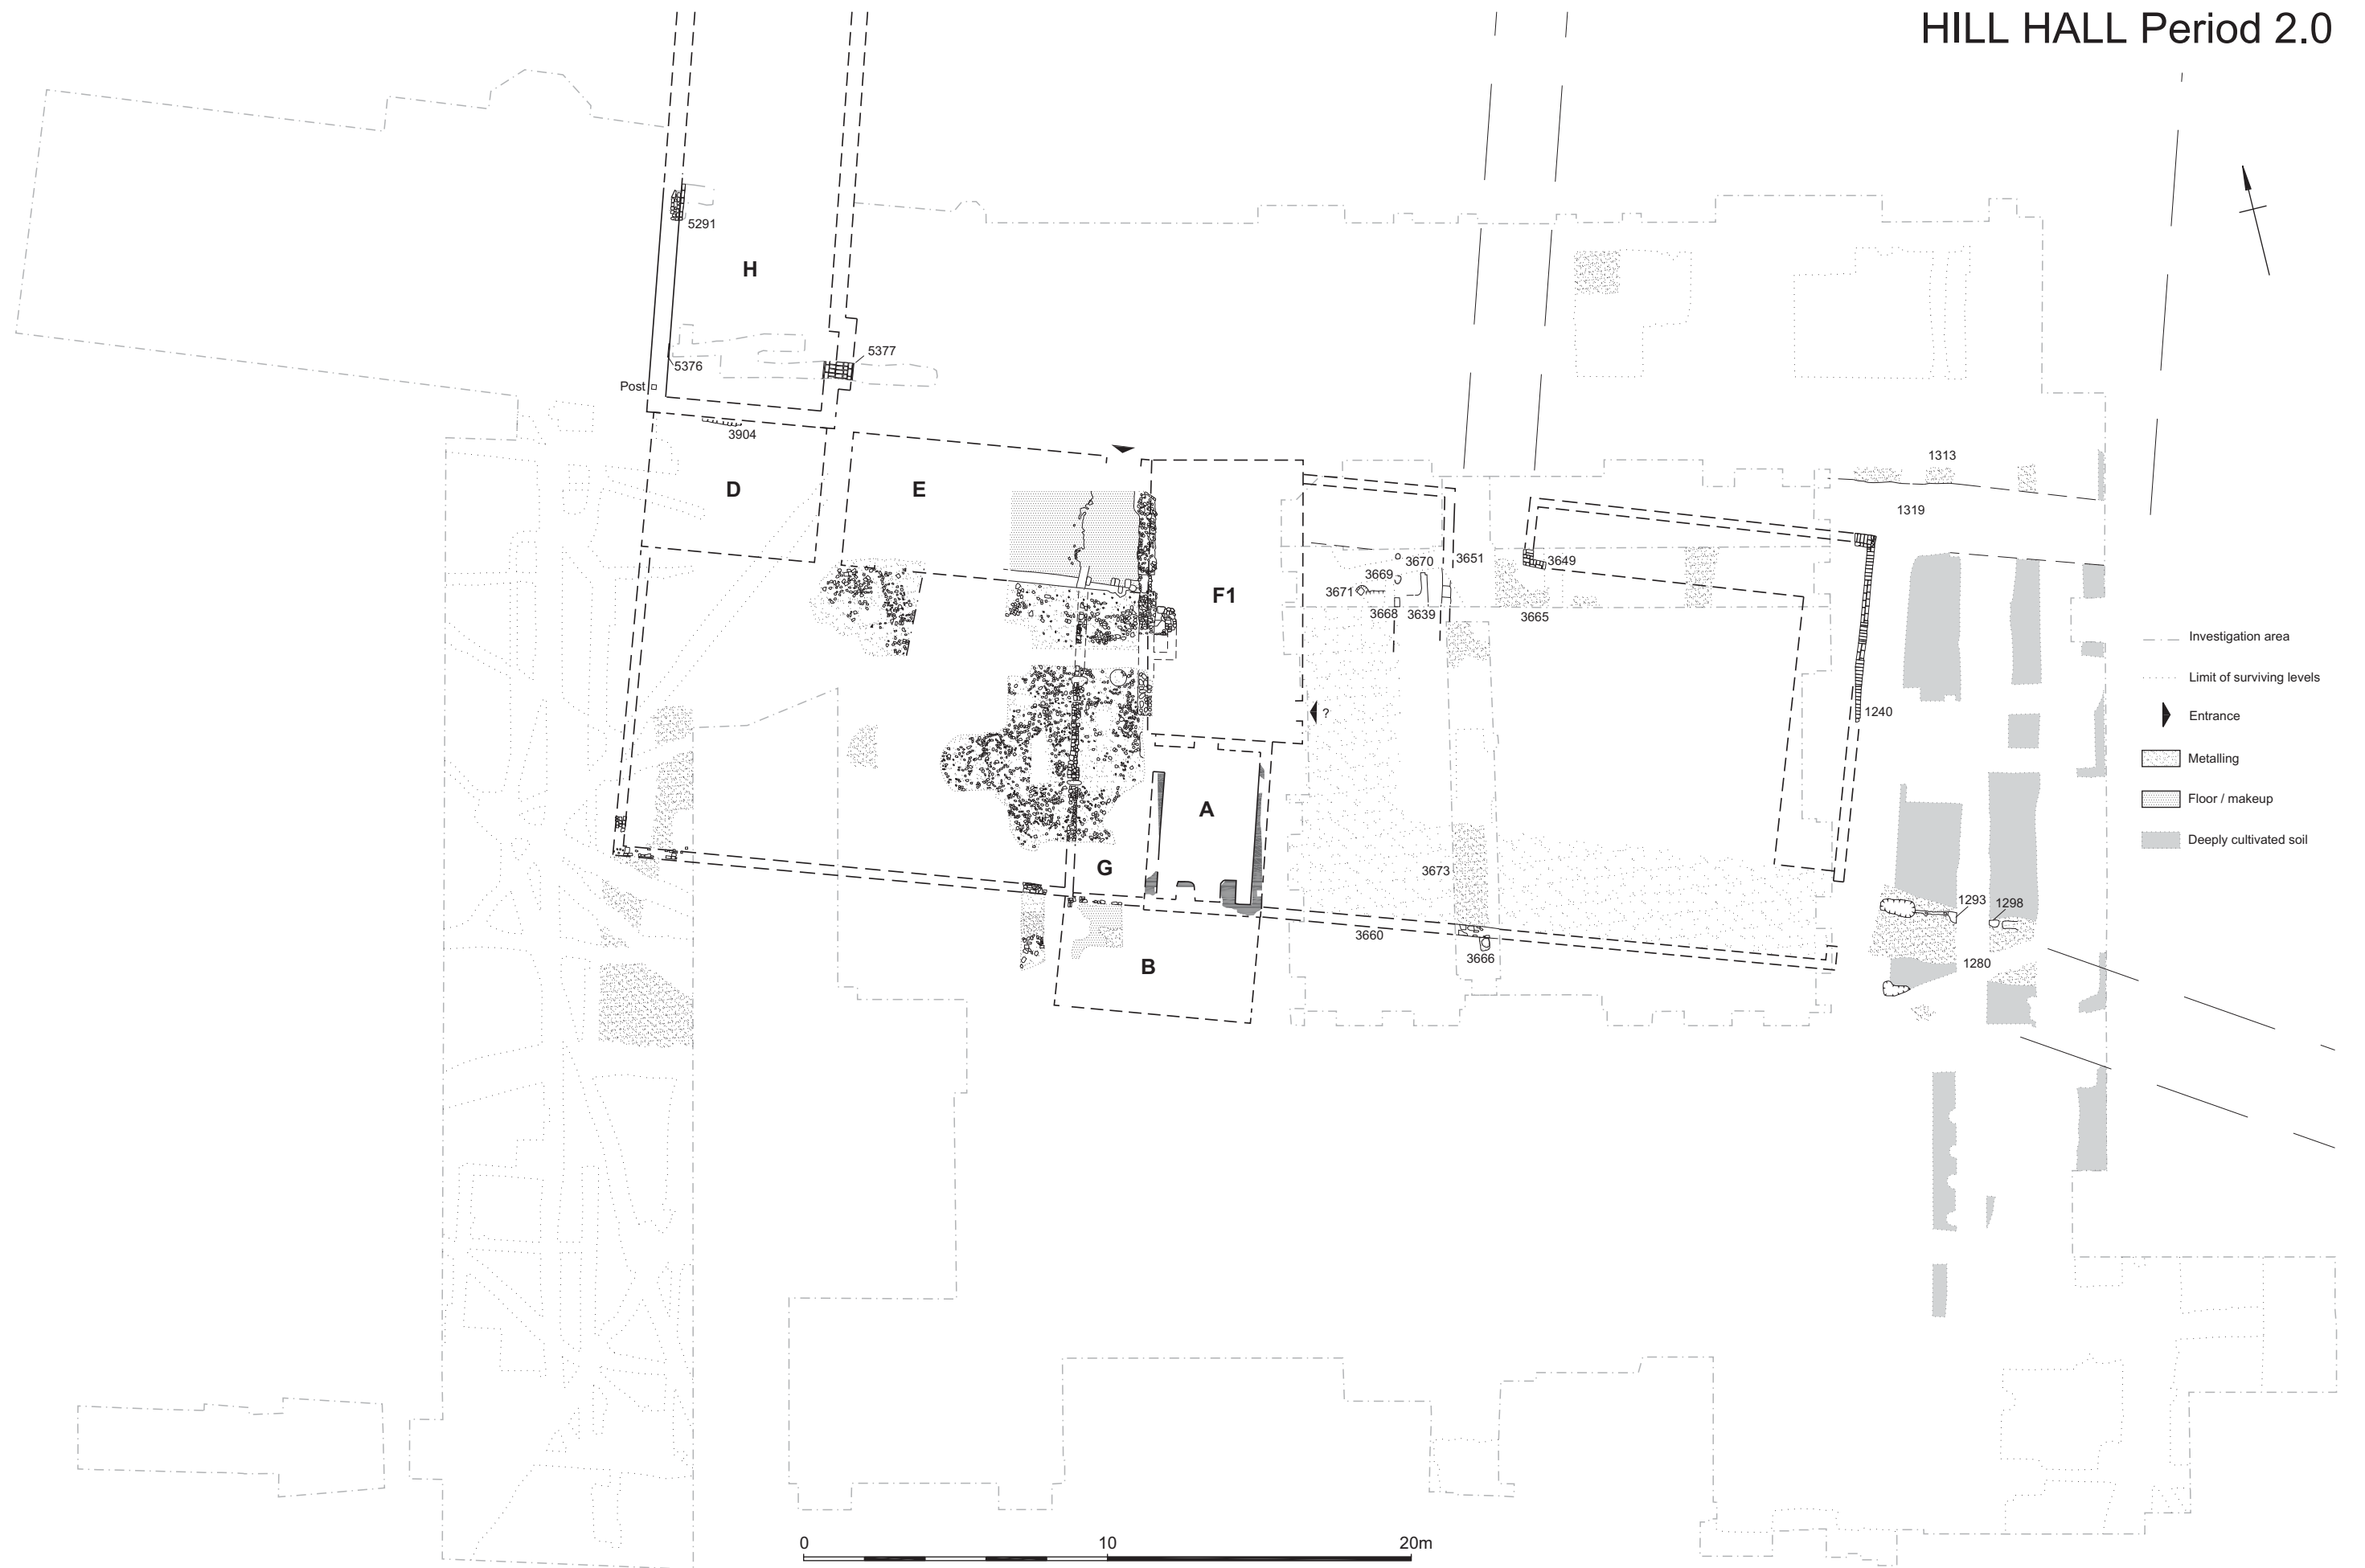 HILL HALL Period 2.0
5291
H
5377
5376
Post
3904
D
E
1313
1319
3651
3649
3670
3669
3671
3668
3639
3665
F1
Investigation area
Limit of surviving levels
?
1240
Entrance
Metalling
Floor / makeup
Deeply cultivated soil
A
G
3673
1293
1298
3660
3666
B
1280
0
10
20m